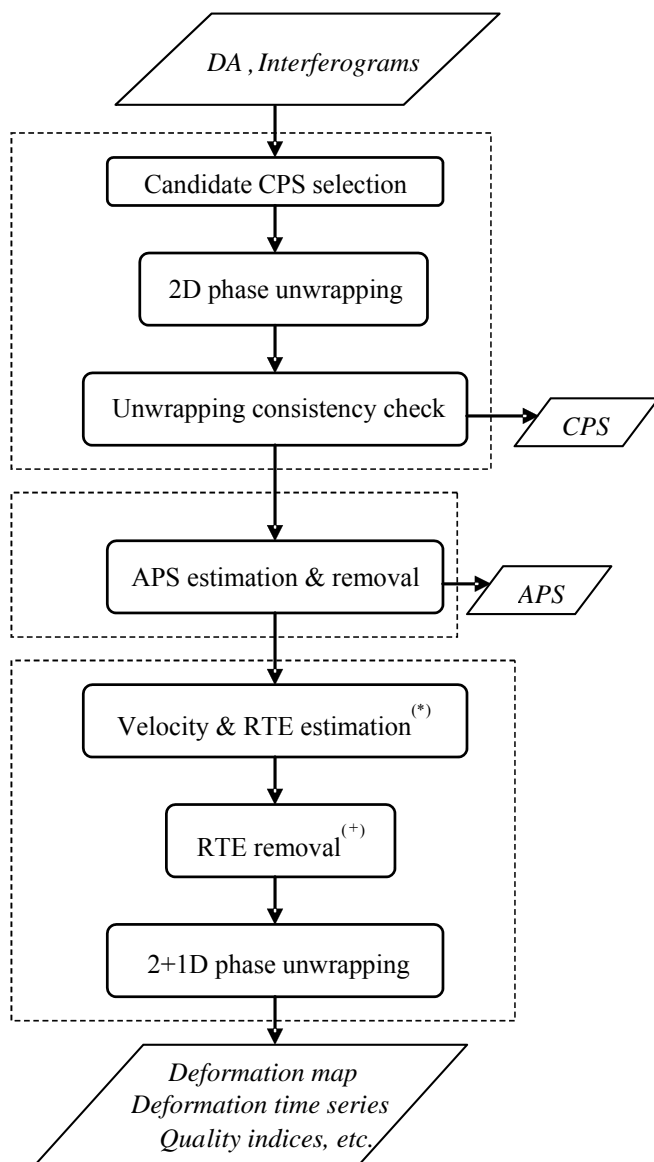 DA , Interferograms
Candidate CPS selection
2D phase unwrapping
Unwrapping consistency check
CPS
APS estimation & removal
APS
Velocity & RTE estimation(*)
RTE removal(+)
2+1D phase unwrapping
Deformation map
Deformation time series
Quality indices, etc.